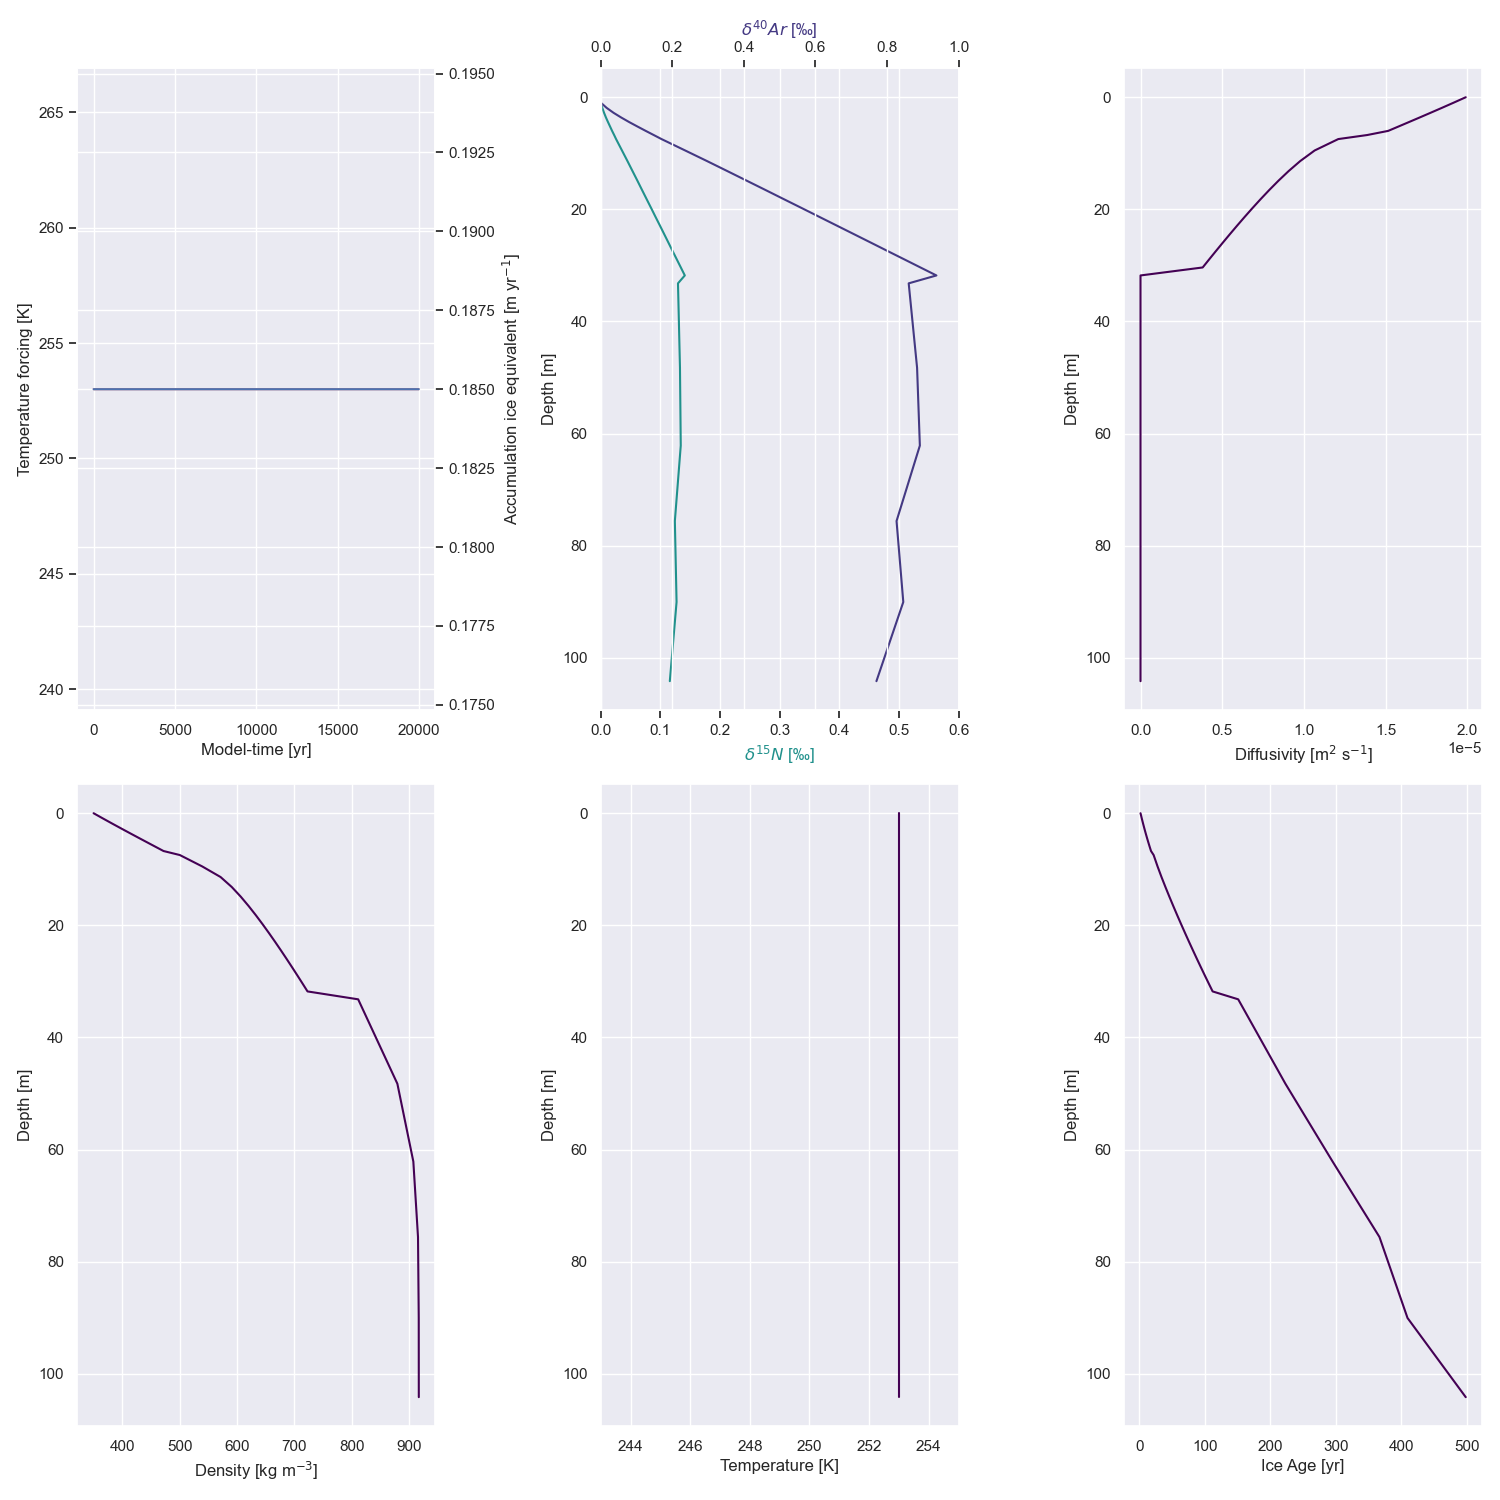 δ⁴⁰Ar [‰]
0.0 0.2 0.4 0.6 0.8 1.0
265
260
255
250
245
240
Temperature forcing [K]
0 5000 10000 15000 20000
Model-time [yr]
0.1950
0.1925
0.1900
0.1875
0.1850
0.1825
0.1800
0.1775
0.1750
Accumulation ice equivalent [m yr⁻¹]
0
20
40
60
80
100
Depth [m]
0.0 0.1 0.2 0.3 0.4 0.5 0.6
δ¹⁵N [‰]
0
20
40
60
80
100
Depth [m]
0.0 0.5 1.0 1.5 2.0
1e−5
Diffusivity [m² s⁻¹]
0
20
40
60
80
100
Depth [m]
400 500 600 700 800 900
Density [kg m⁻³]
0
20
40
60
80
100
Depth [m]
244 246 248 250 252 254
Temperature [K]
0
20
40
60
80
100
Depth [m]
0 100 200 300 400 500
Ice Age [yr]